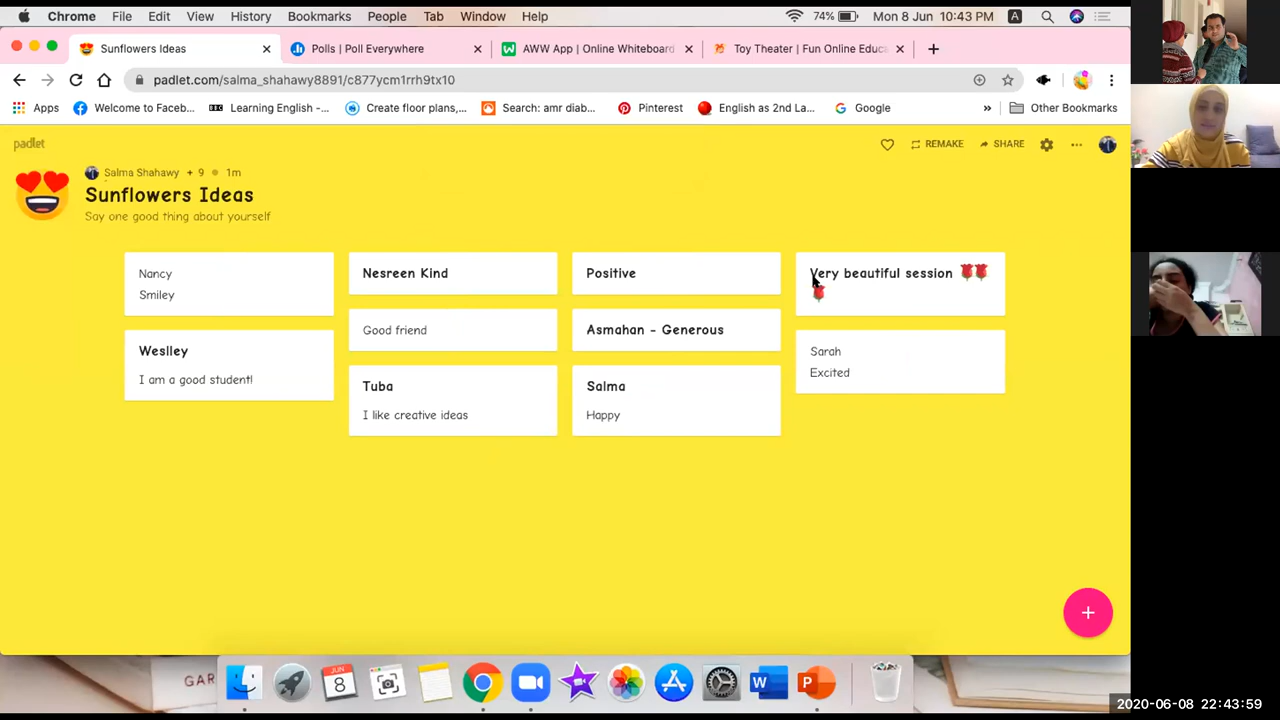 Chrome File Edit View History Bookmarks People Tab Window Help 74% Mon 8 Jun 10:43 PM A
Sunflowers Ideas Polls | Poll Everywhere AWW App | Online Whiteboard Toy Theater | Fun Online Educa
padlet.com/salma_shahawy8891/c877ycm1rrh9tx10
Apps Welcome to Faceb... Learning English -... Create floor plans,... Search: amr diab... Pinterest English as 2nd La... Google » Other Bookmarks
padlet REMAKE SHARE
Salma Shahawy + 9 1m
Sunflowers Ideas
Say one good thing about yourself
Nancy
Smiley
Weslley
I am a good student!
Nesreen Kind
Good friend
Tuba
I like creative ideas
Positive
Asmahan - Generous
Salma
Happy
Very beautiful session 🌹🌹
🌹
Sarah
Excited
JUN
8
W P
GAR
2020-06-08 22:43:59